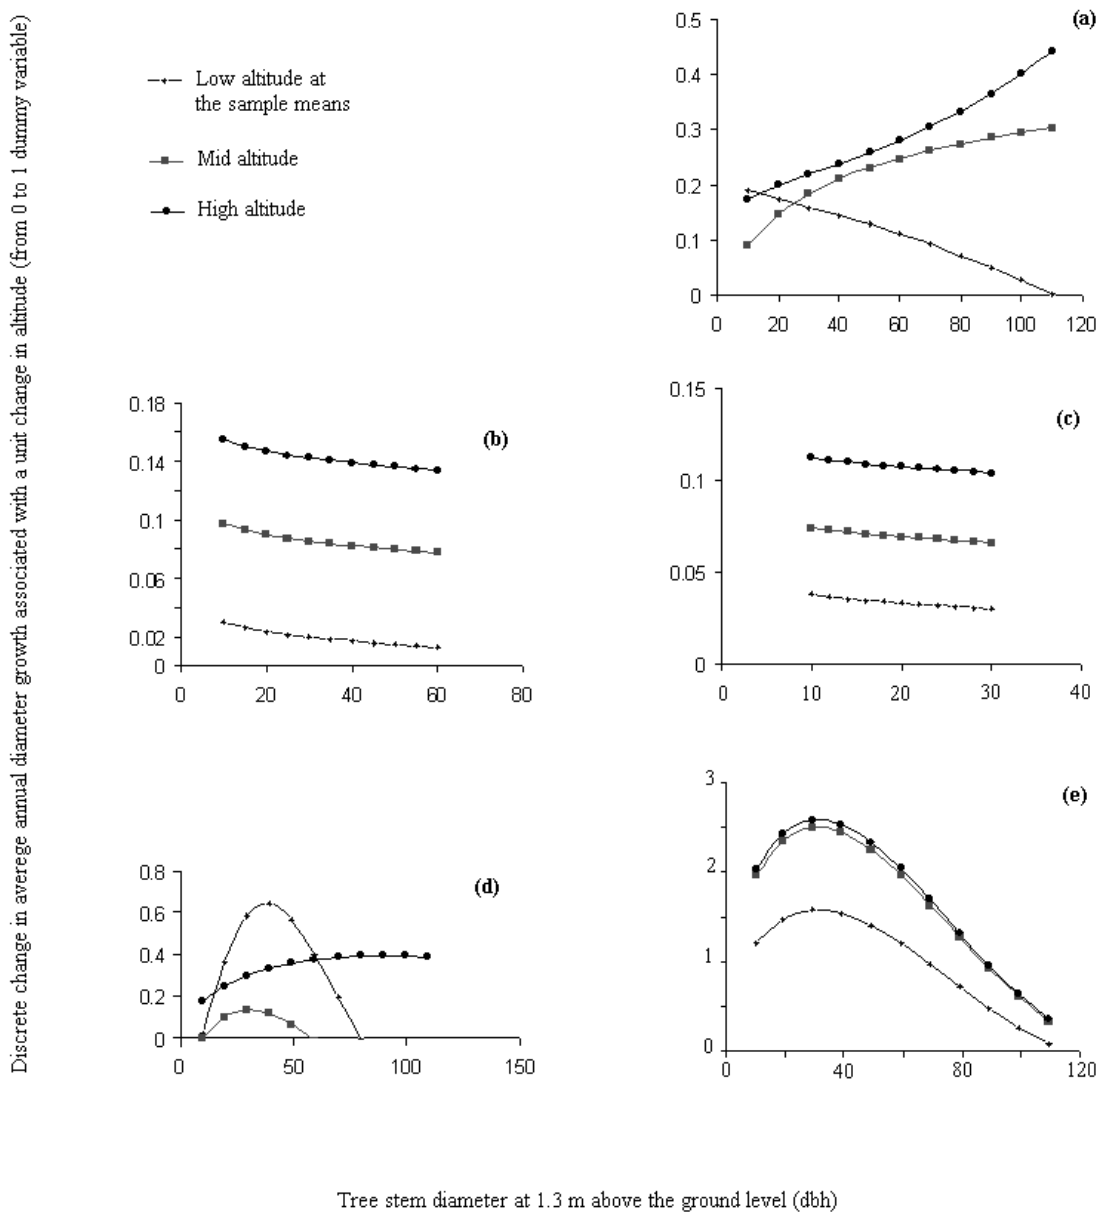 Discrete change in averege annual diameter growth associated with a unit change in altitude (from 0 to 1 dummy variable)
Low altitude at
the sample means
Mid altitude
High altitude
(a)
0.5
0.4
0.3
0.2
0.1
0
0 20 40 60 80 100 120
(b)
0.18
0.14
0.1
0.06
0.02
0
0 20 40 60 80
(c)
0.15
0.1
0.05
0
0 10 20 30 40
(d)
0.8
0.6
0.4
0.2
0
0 50 100 150
(e)
3
2
1
0
0 40 80 120
Tree stem diameter at 1.3 m above the ground level (dbh)